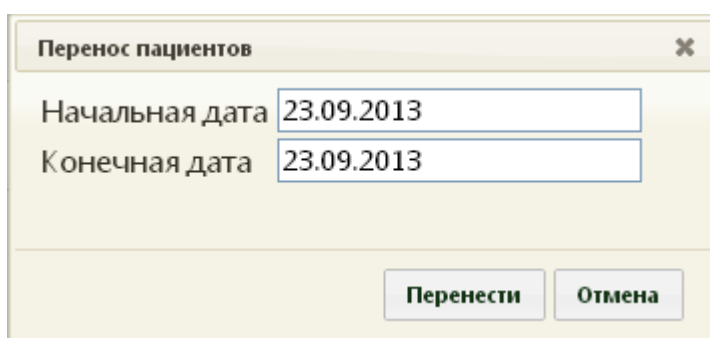 Перенос пациентов
Начальная дата 23.09.2013
Конечная дата 23.09.2013
Перенести Отмена